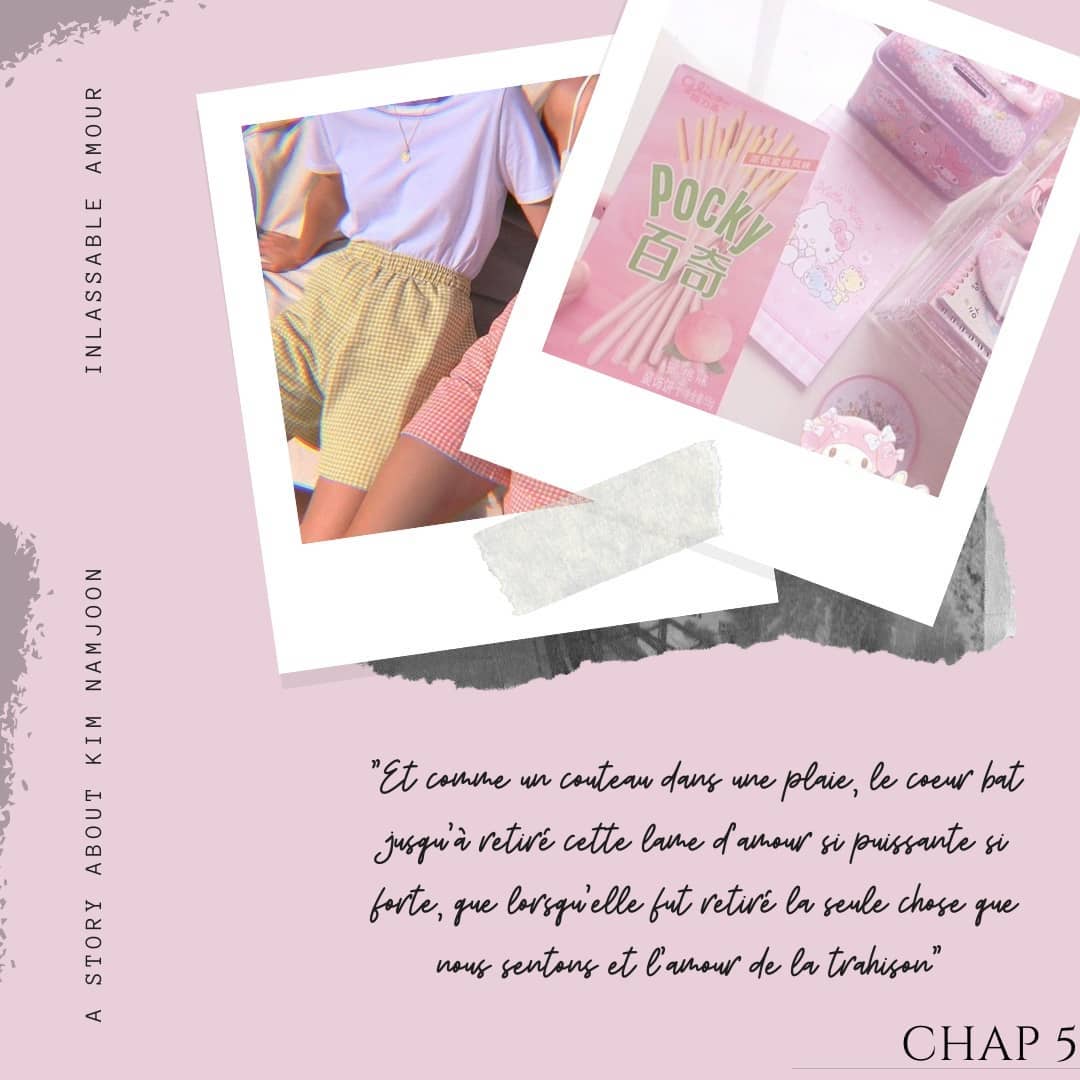 INLASSABLE AMOUR
A STORY ABOUT KIM NAMJOON
Pocky
百奇
"Et comme un couteau dans une plaie, le coeur bat
jusqu'à retiré cette lame d'amour si puissante si
forte, que lorsqu'elle fut retiré la seule chose que
nous sentons et l'amour de la trahison"
CHAP 5